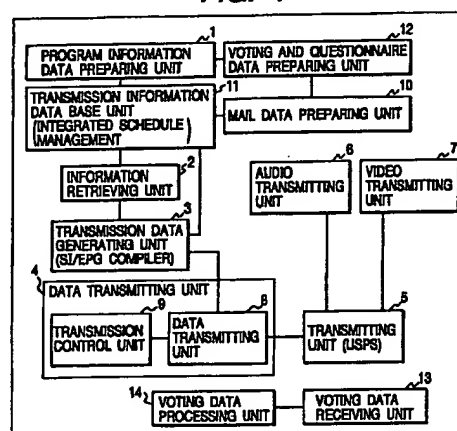 1
PROGRAM INFORMATION
DATA PREPARING UNIT
12
VOTING AND QUESTIONNAIRE
DATA PREPARING UNIT
11
TRANSMISSION INFORMATION
DATA BASE UNIT
(INTEGRATED SCHEDULE
MANAGEMENT)
10
MAIL DATA PREPARING UNIT
2
INFORMATION
RETRIEVING UNIT
6
AUDIO
TRANSMITTING
UNIT
7
VIDEO
TRANSMITTING
UNIT
3
TRANSMISSION DATA
GENERATING UNIT
(SI/EPG COMPILER)
4
DATA TRANSMITTING UNIT
9
TRANSMISSION
CONTROL UNIT
8
DATA
TRANSMITTING
UNIT
5
TRANSMITTING
UNIT (USPS)
14
VOTING DATA
PROCESSING UNIT
13
VOTING DATA
RECEIVING UNIT